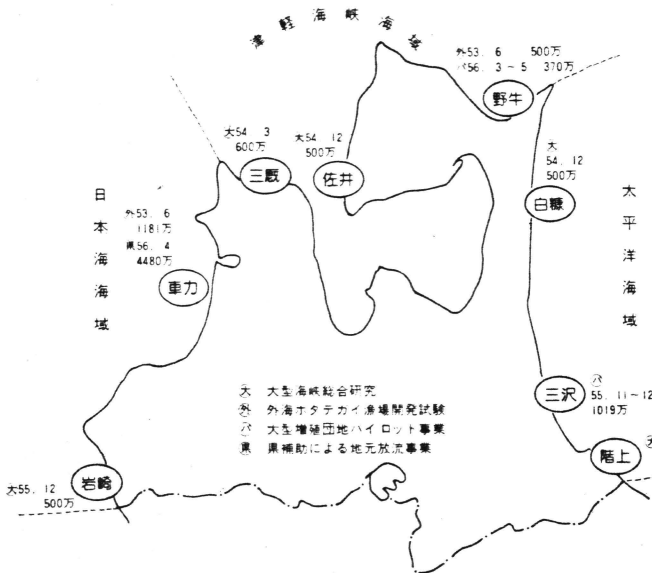 津軽海峡海域
外53. 6 500万
パ56. 3～5 370万
野牛
大54. 3
600万
三厩
大54. 12
500万
佐井
大
54. 12
500万
白糠
日本海海域
太平洋海域
外53. 6
1181万
県56. 4
4480万
車力
大 大型海峡総合研究
外 外海ホタテガイ漁場開発試験
パ 大型増殖団地パイロット事業
県 県補助による地元放流事業
三沢
パ
55. 11～12
1019万
階上
岩崎
大55. 12
500万